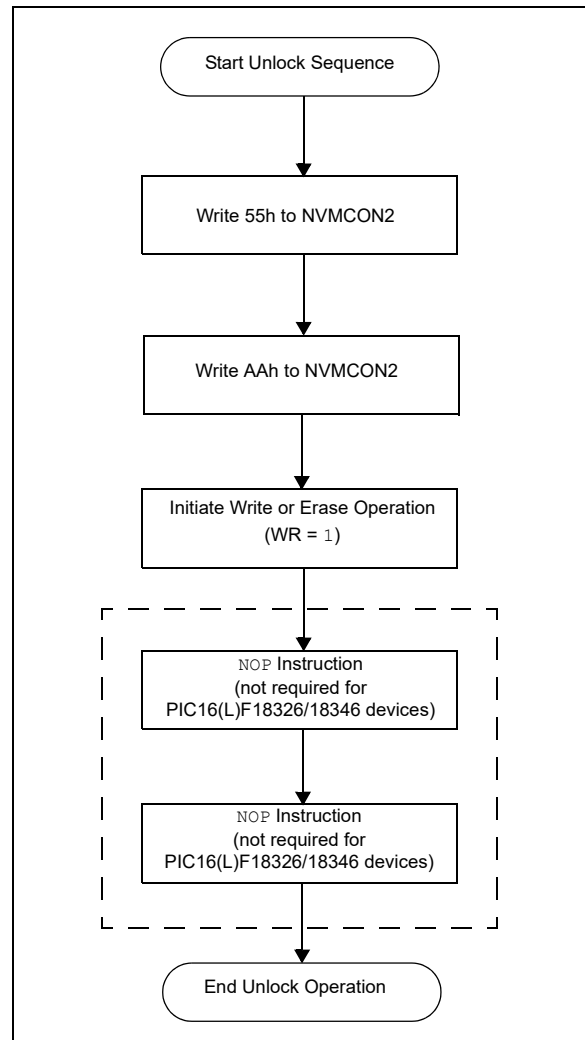 Start Unlock Sequence
Write 55h to NVMCON2
Write AAh to NVMCON2
Initiate Write or Erase Operation
(WR = 1)
NOP Instruction
(not required for
PIC16(L)F18326/18346 devices)
NOP Instruction
(not required for
PIC16(L)F18326/18346 devices)
End Unlock Operation